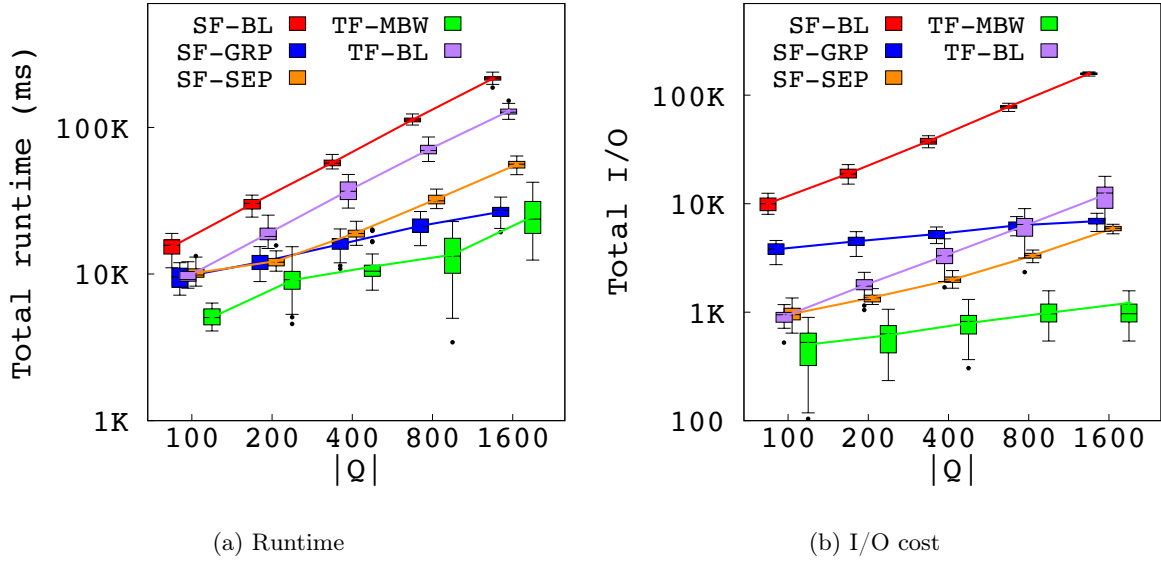 Total runtime (ms)
SF-BL
TF-MBW
SF-GRP
TF-BL
SF-SEP
100K
10K
1K
100 200 400 800 1600
|Q|
(a) Runtime
Total I/O
SF-BL
TF-MBW
SF-GRP
TF-BL
SF-SEP
100K
10K
1K
100
100 200 400 800 1600
|Q|
(b) I/O cost